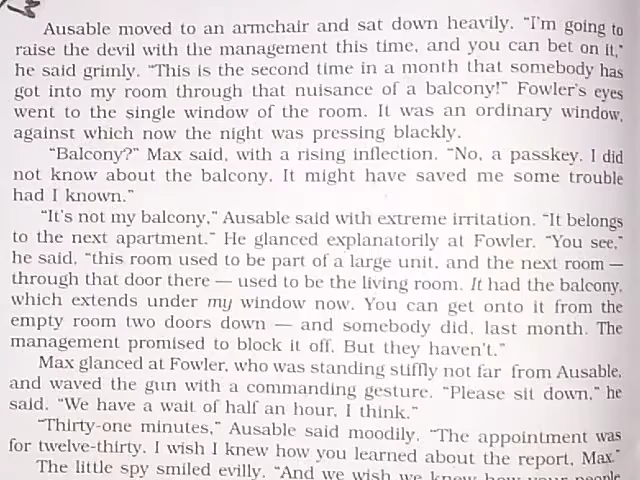 Ausable moved to an armchair and sat down heavily. "I'm going to
raise the devil with the management this time, and you can bet on it,"
he said grimly. "This is the second time in a month that somebody has
got into my room through that nuisance of a balcony!" Fowler's eyes
went to the single window of the room. It was an ordinary window,
against which now the night was pressing blackly.
"Balcony?" Max said, with a rising inflection. "No, a passkey. I did
not know about the balcony. It might have saved me some trouble
had I known."
"It's not my balcony," Ausable said with extreme irritation. "It belongs
to the next apartment." He glanced explanatorily at Fowler. "You see,"
he said, "this room used to be part of a large unit, and the next room —
through that door there — used to be the living room. It had the balcony,
which extends under my window now. You can get onto it from the
empty room two doors down — and somebody did, last month. The
management promised to block it off. But they haven't."
Max glanced at Fowler, who was standing stiffly not far from Ausable,
and waved the gun with a commanding gesture. "Please sit down," he
said. "We have a wait of half an hour, I think."
"Thirty-one minutes," Ausable said moodily. "The appointment was
for twelve-thirty. I wish I knew how you learned about the report, Max."
The little spy smiled evilly. "And we wish we knew how your people